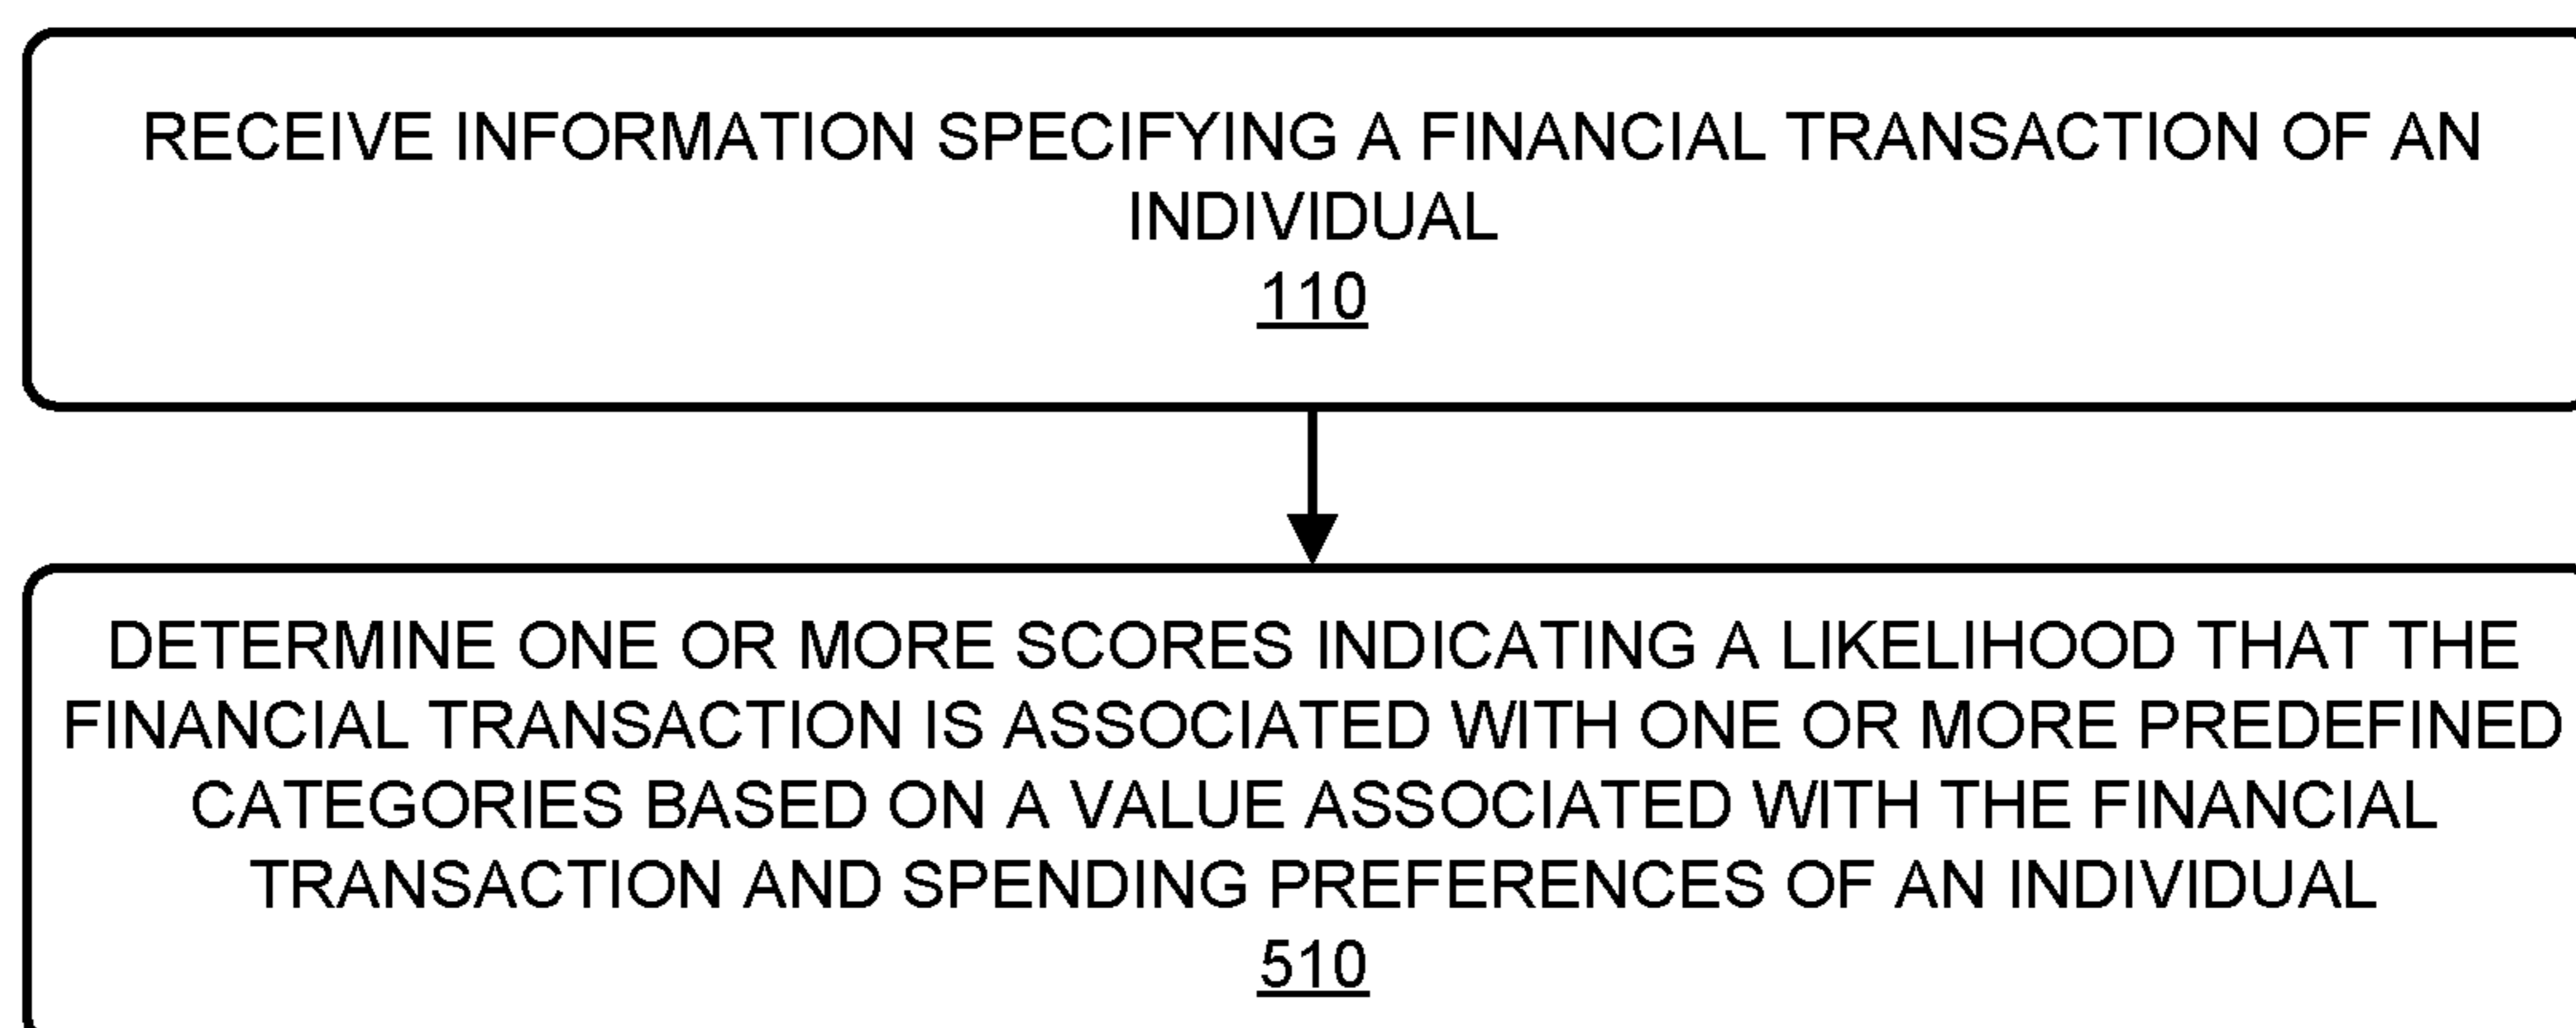 RECEIVE INFORMATION SPECIFYING A FINANCIAL TRANSACTION OF AN
INDIVIDUAL
110
DETERMINE ONE OR MORE SCORES INDICATING A LIKELIHOOD THAT THE
FINANCIAL TRANSACTION IS ASSOCIATED WITH ONE OR MORE PREDEFINED
CATEGORIES BASED ON A VALUE ASSOCIATED WITH THE FINANCIAL
TRANSACTION AND SPENDING PREFERENCES OF AN INDIVIDUAL
510